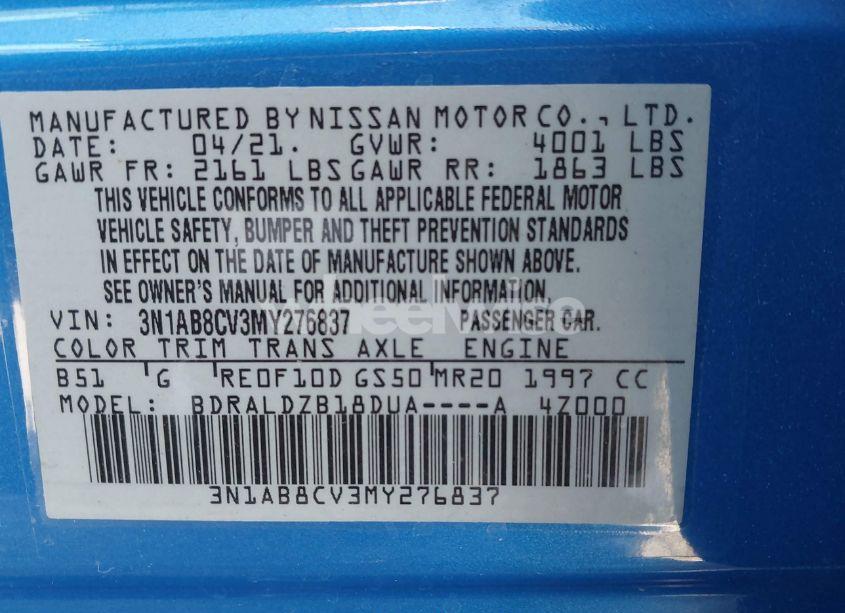 MANUFACTURED BY NISSAN MOTOR CO., LTD.
DATE: 04/21. GVWR: 4001 LBS
GAWR FR: 2161 LBS GAWR RR: 1863 LBS
THIS VEHICLE CONFORMS TO ALL APPLICABLE FEDERAL MOTOR
VEHICLE SAFETY, BUMPER AND THEFT PREVENTION STANDARDS
IN EFFECT ON THE DATE OF MANUFACTURE SHOWN ABOVE.
SEE OWNER'S MANUAL FOR ADDITIONAL INFORMATION.
VIN: 3N1AB8CV3MY276837 PASSENGER CAR.
COLOR TRIM TRANS AXLE ENGINE
B51 G RE0F10D GS50 MR20 1997 CC
MODEL: BDRALDZB18DUA----A 4Z000
3N1AB8CV3MY276837